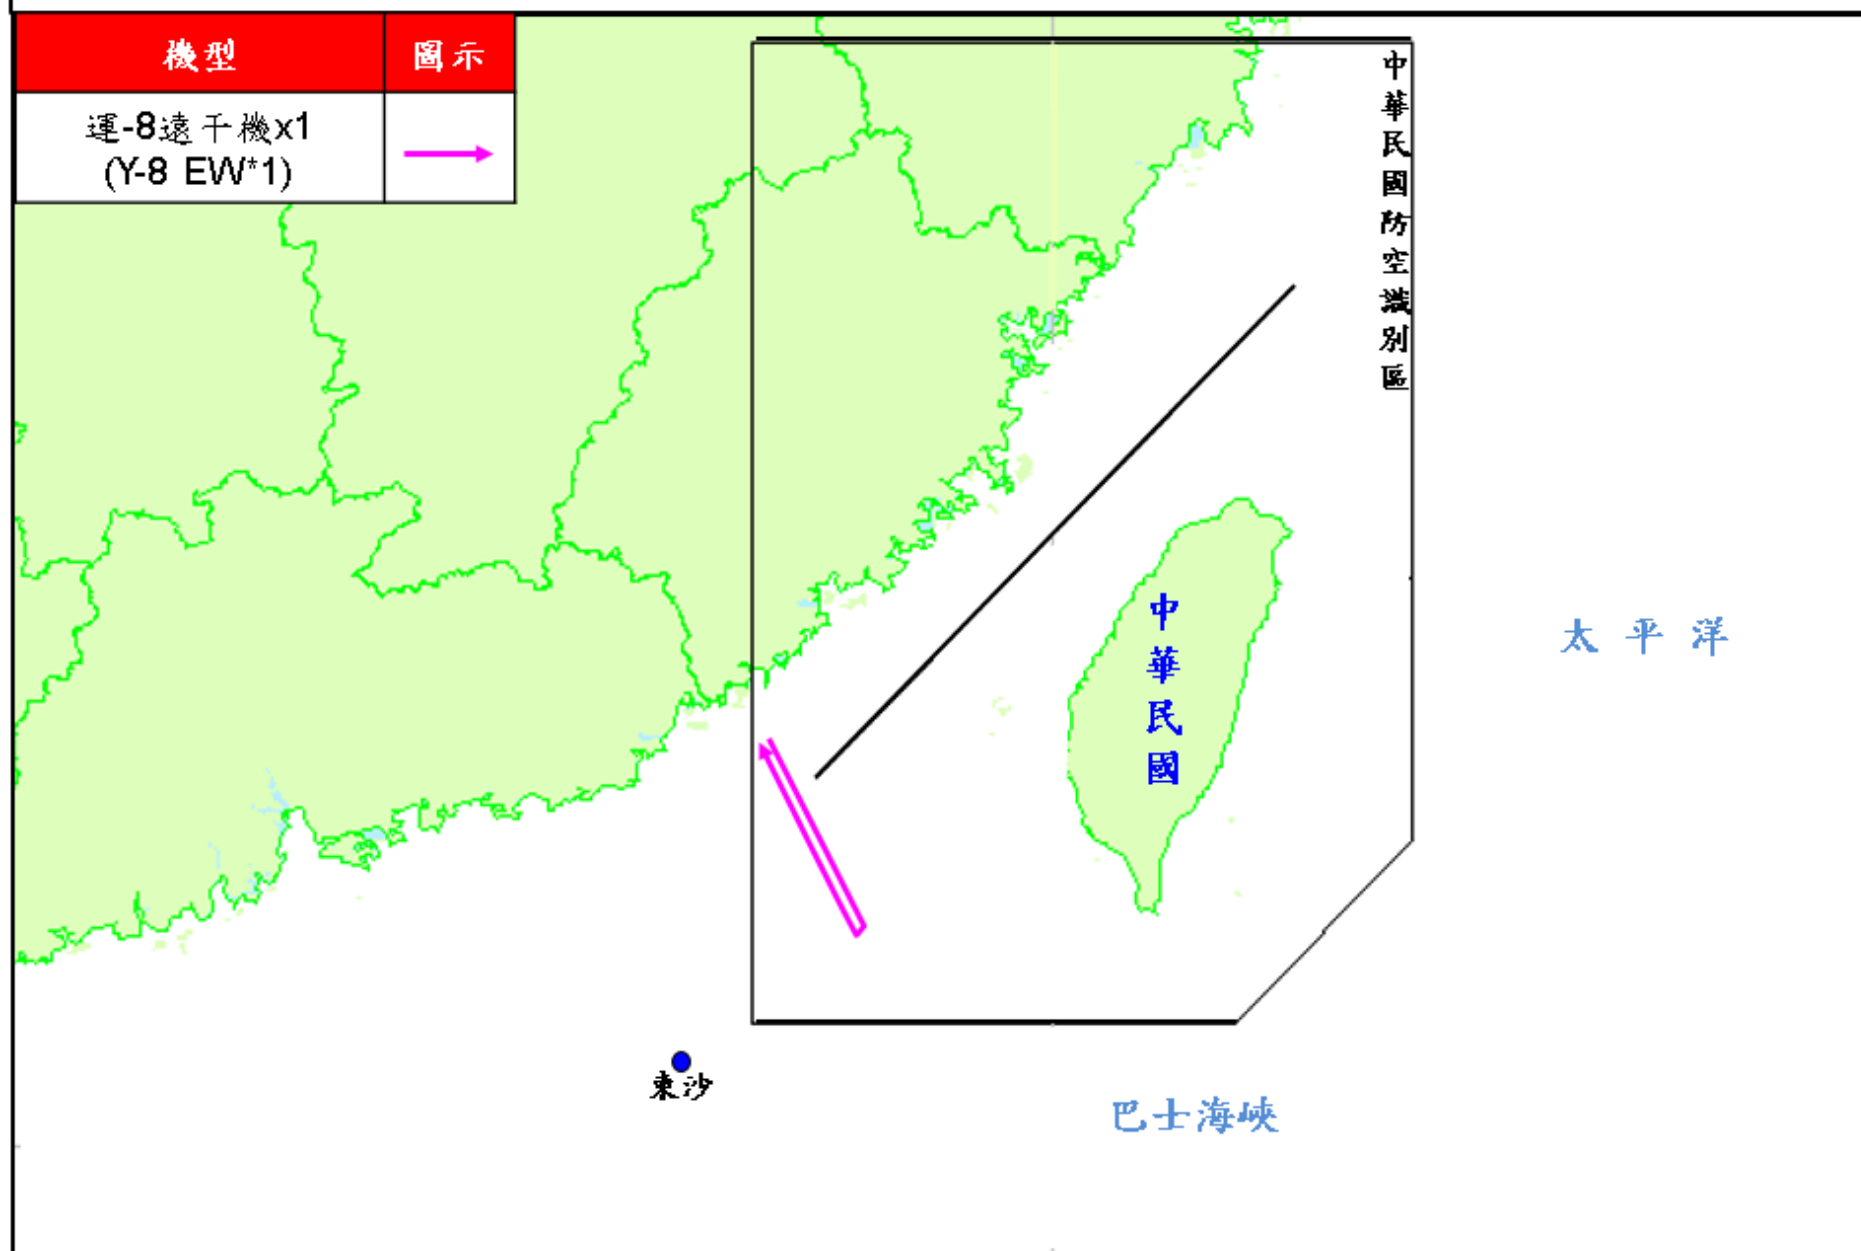 機型 圖示
運-8遠干機x1
(Y-8 EW*1)
中華民國防空識別區
中華民國
太平洋
東沙
巴士海峽